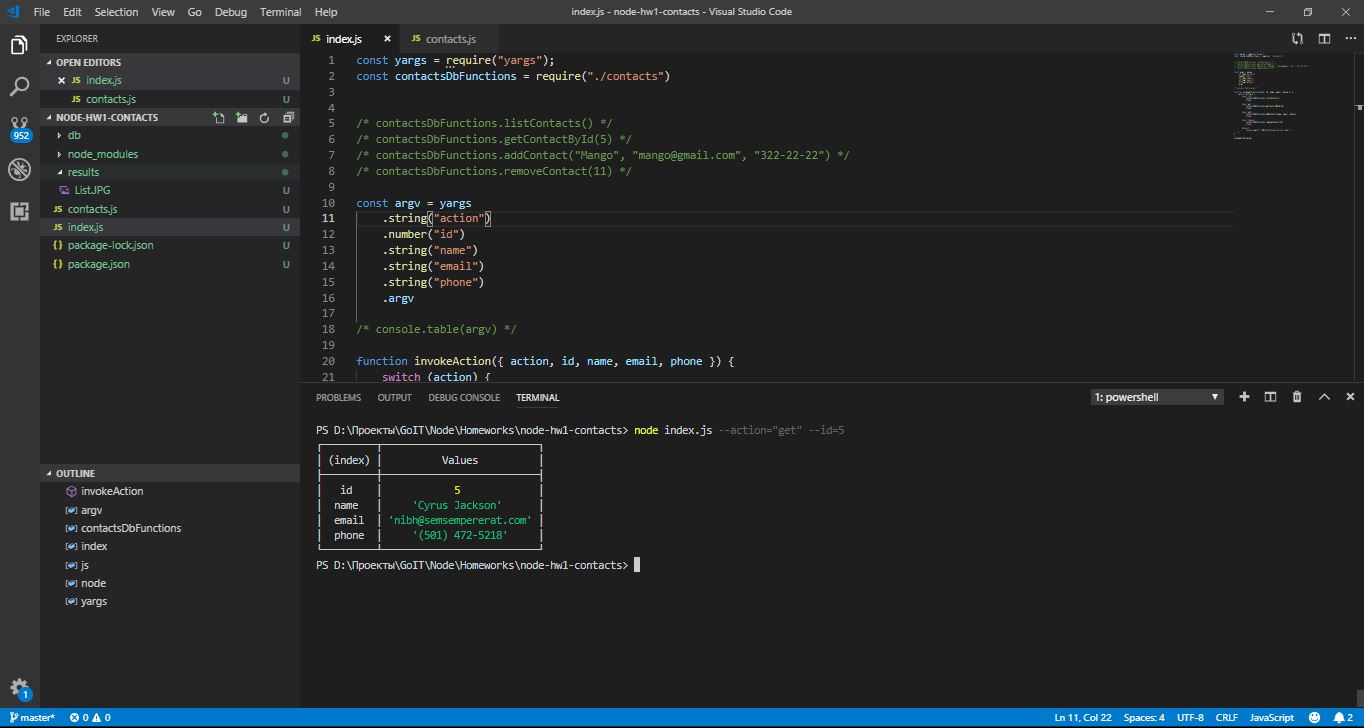 File Edit Selection View Go Debug Terminal Help index.js - node-hw1-contacts - Visual Studio Code
EXPLORER
OPEN EDITORS
JS index.js U
JS contacts.js U
NODE-HW1-CONTACTS
db
node_modules
results
List.JPG U
JS contacts.js U
JS index.js U
{} package-lock.json U
{} package.json U
OUTLINE
invokeAction
argv
contactsDbFunctions
index
js
node
yargs
952
1
JS index.js JS contacts.js
1 const yargs = require("yargs");
2 const contactsDbFunctions = require("./contacts")
3
4
5 /* contactsDbFunctions.listContacts() */
6 /* contactsDbFunctions.getContactById(5) */
7 /* contactsDbFunctions.addContact("Mango", "mango@gmail.com", "322-22-22") */
8 /* contactsDbFunctions.removeContact(11) */
9
10 const argv = yargs
11 .string("action")
12 .number("id")
13 .string("name")
14 .string("email")
15 .string("phone")
16 .argv
17
18 /* console.table(argv) */
19
20 function invokeAction({ action, id, name, email, phone }) {
21 switch (action) {
PROBLEMS OUTPUT DEBUG CONSOLE TERMINAL 1: powershell
PS D:\Проекты\GoIT\Node\Homeworks\node-hw1-contacts> node index.js --action="get" --id=5
(index) Values
id 5
name 'Cyrus Jackson'
email 'nibh@semsempererat.com'
phone '(501) 472-5218'
PS D:\Проекты\GoIT\Node\Homeworks\node-hw1-contacts>
master* 0 0 Ln 11, Col 22 Spaces: 4 UTF-8 CRLF JavaScript 2